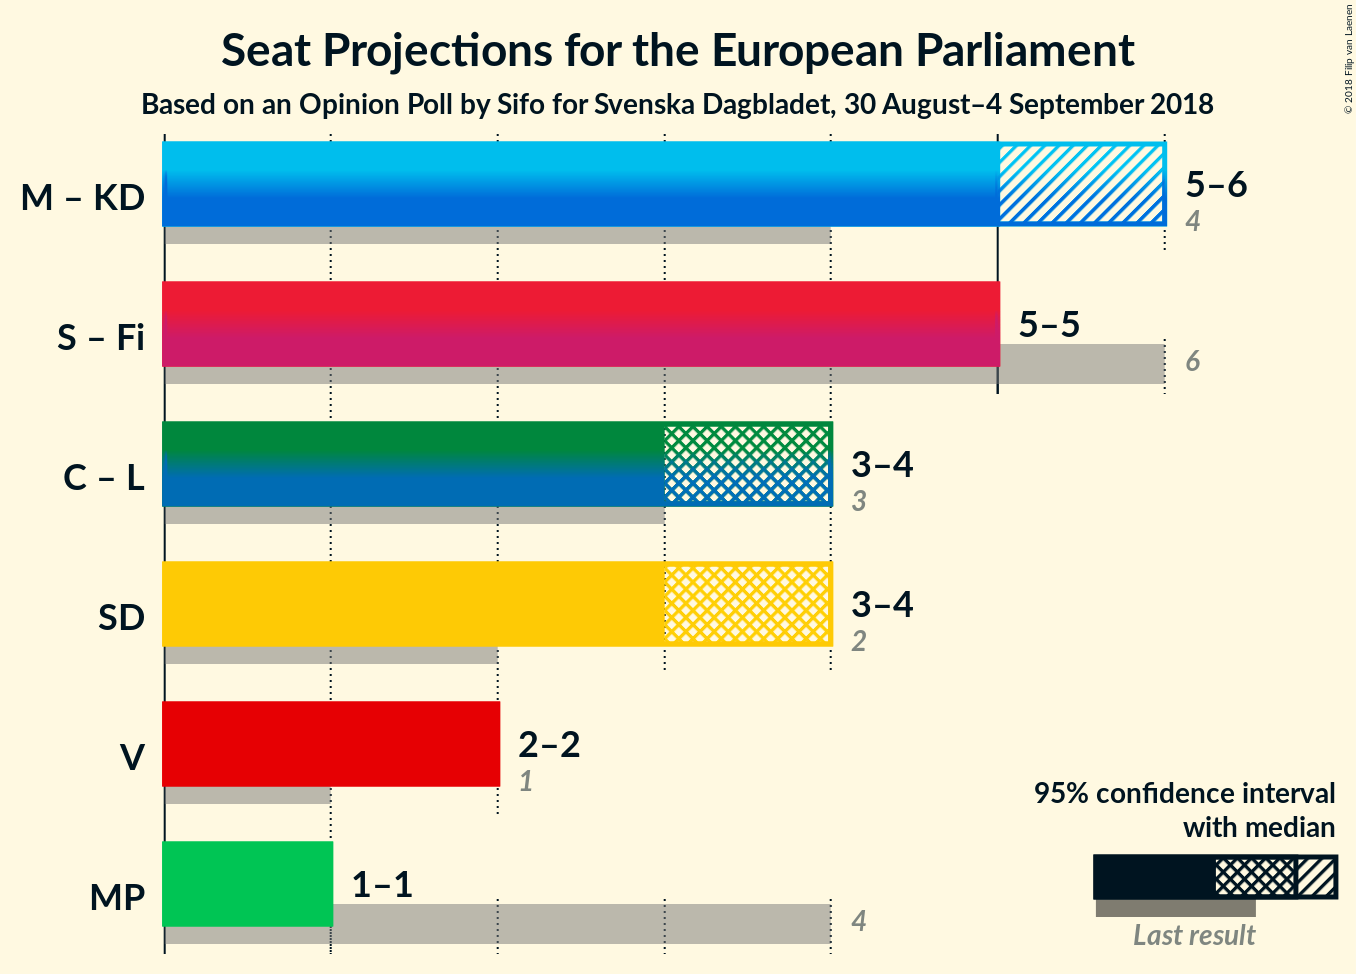 Seat Projections for the European Parliament
Based on an Opinion Poll by Sifo for Svenska Dagbladet, 30 August–4 September 2018
© 2018 Filip van Laenen
M – KD
5–6
4
S – Fi
5–5
6
C – L
3–4
3
SD
3–4
2
V
2–2
1
MP
1–1
4
95% confidence interval
with median
Last result